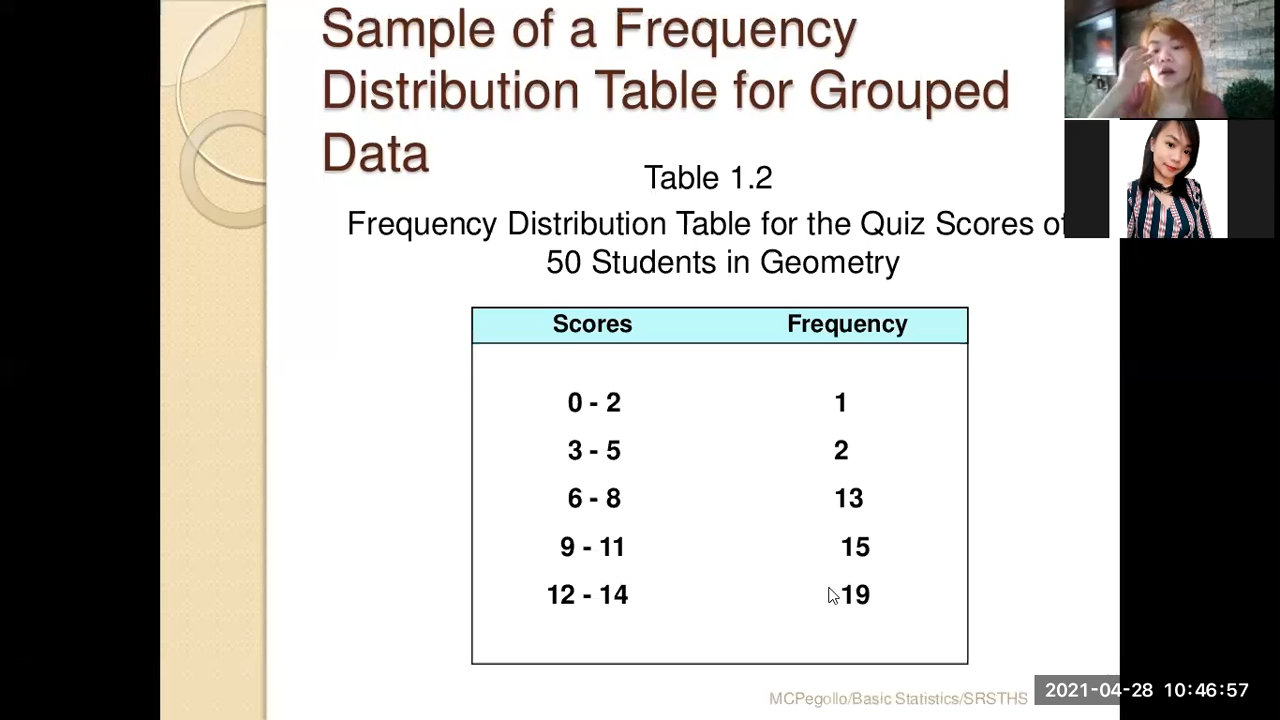 Sample of a Frequency
Distribution Table for Grouped
Data
Table 1.2
Frequency Distribution Table for the Quiz Scores of
50 Students in Geometry
Scores Frequency
0 - 2 1
3 - 5 2
6 - 8 13
9 - 11 15
12 - 14 19
MCPegollo/Basic Statistics/SRSTHS
2021-04-28 10:46:57